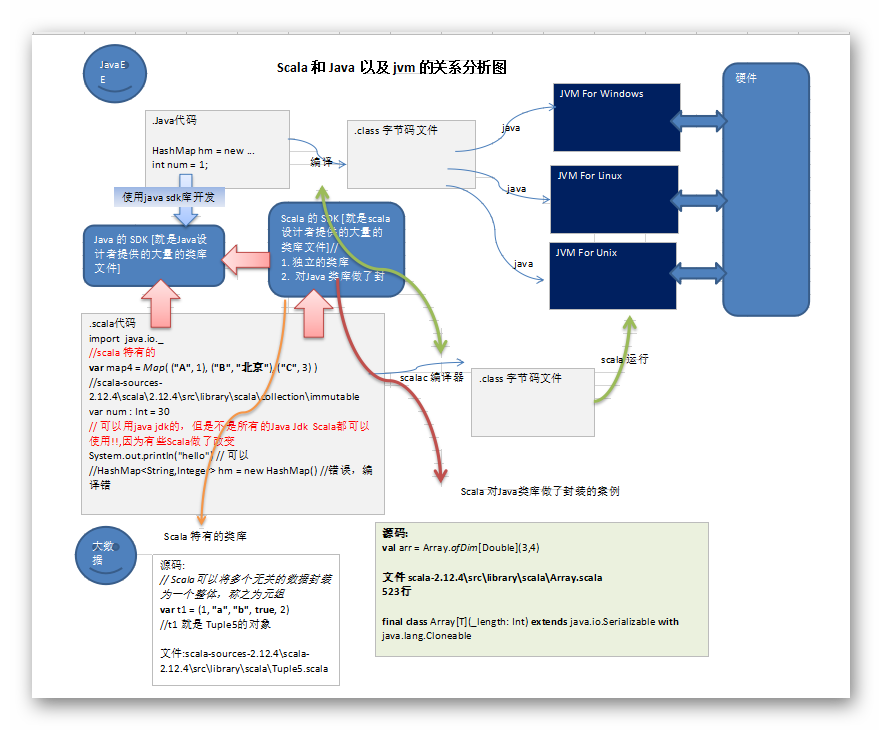 Scala 和 Java 以及 jvm 的关系分析图
JavaE
E
.Java代码
HashMap hm = new ...
int num = 1;
编译
.class 字节码文件
java
java
java
JVM For Windows
JVM For Linux
JVM For Unix
硬件
使用java sdk库开发
Java 的 SDK [就是Java设
计者提供的大量的类库
文件]
Scala 的 SDK [就是scala
设计者提供的大量的
类库文件]//
1. 独立的类库
2. 对Java 类库做了封
.scala代码
import java.io._
//scala 特有的
var map4 = Map( ("A", 1), ("B", "北京"), ("C", 3) )
//scala-sources-
2.12.4\scala\2.12.4\src\library\scala\collection\immutable
var num : Int = 30
// 可以用java jdk的，但是不是所有的Java Jdk Scala都可以
使用!!,因为有些Scala做了改变
System.out.println("hello") // 可以
//HashMap<String,Integer> hm = new HashMap() //错误，编
译错
scalac 编译器
.class 字节码文件
scala 运行
Scala 对Java类库做了封装的案例
大数
据
Scala 特有的类库
源码:
// Scala可以将多个无关的数据封装
为一个整体，称之为元组
var t1 = (1, "a", "b", true, 2)
//t1 就是 Tuple5的对象
文件:scala-sources-2.12.4\scala-
2.12.4\src\library\scala\Tuple5.scala
源码:
val arr = Array.ofDim[Double](3,4)
文件 scala-2.12.4\src\library\scala\Array.scala
523行
final class Array[T](_length: Int) extends java.io.Serializable with
java.lang.Cloneable